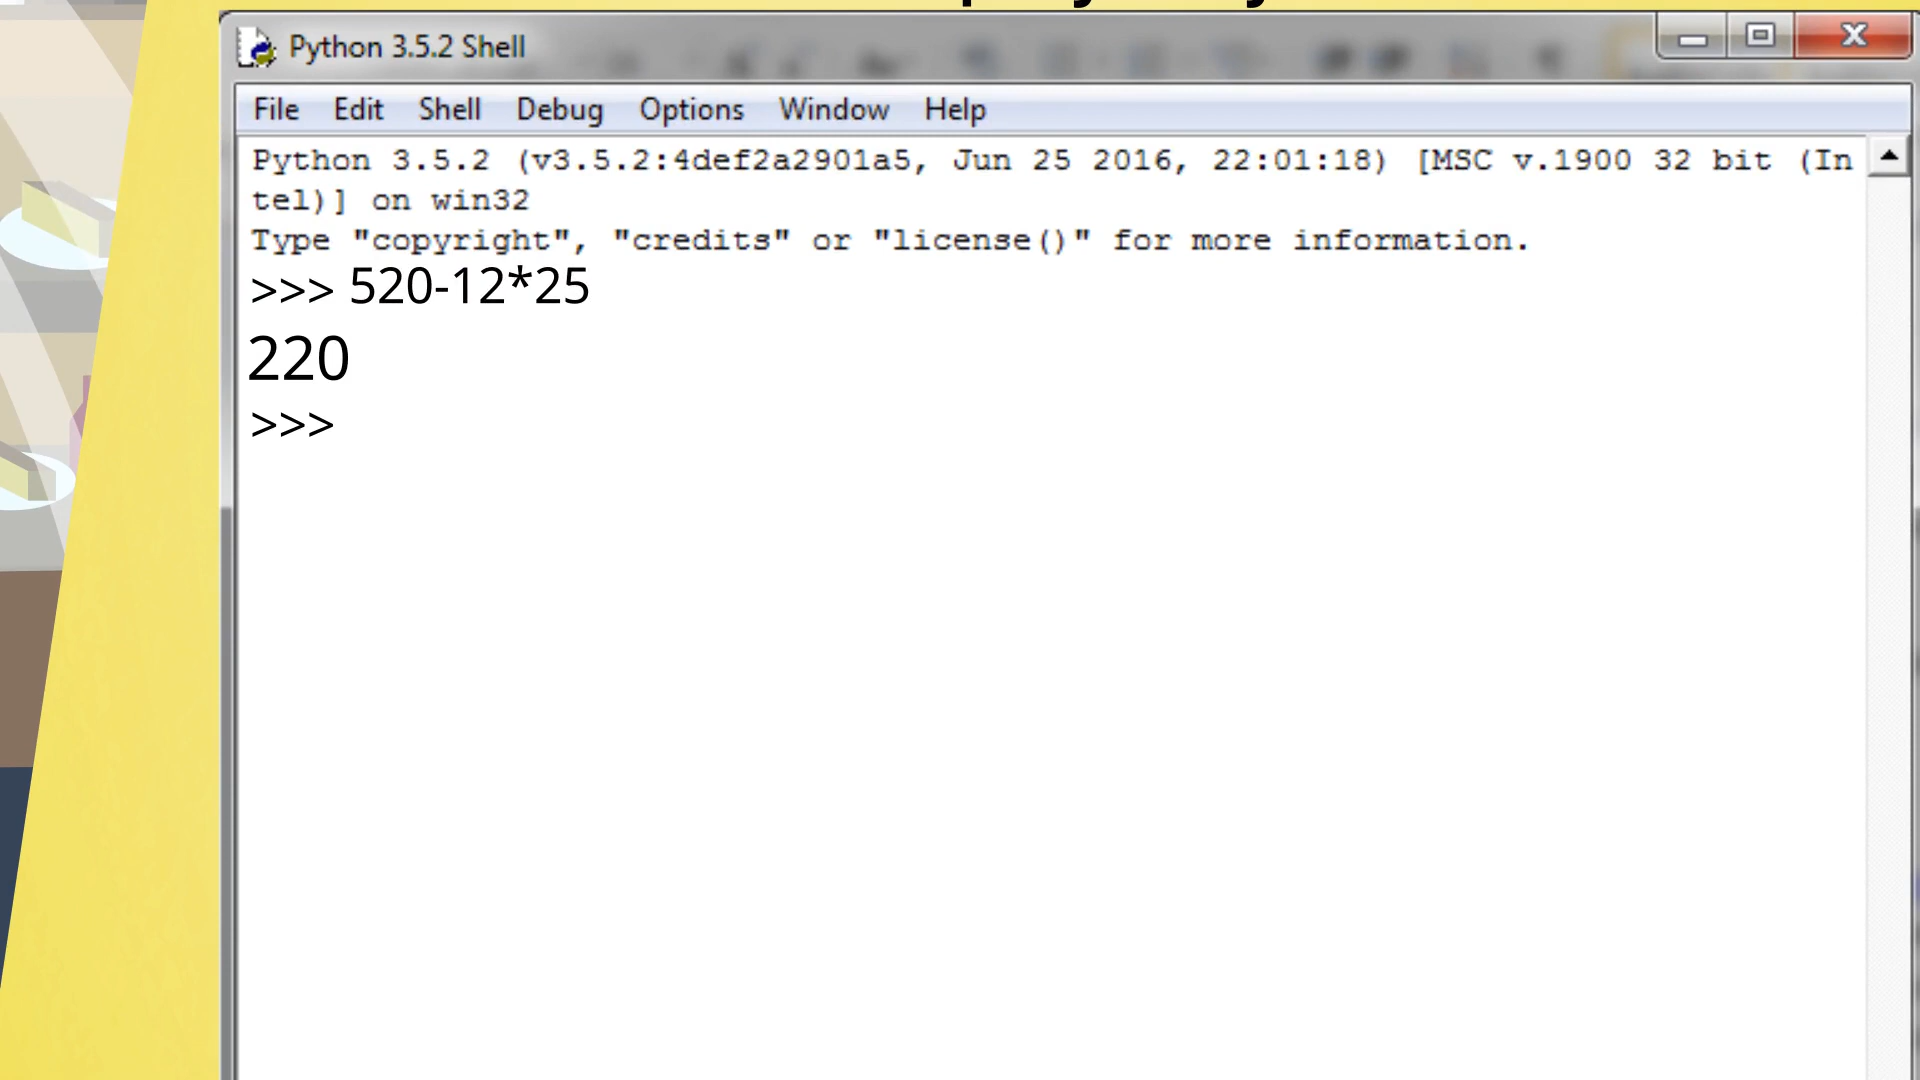 Python 3.5.2 Shell
File Edit Shell Debug Options Window Help
Python 3.5.2 (v3.5.2:4def2a2901a5, Jun 25 2016, 22:01:18) [MSC v.1900 32 bit (In
tel)] on win32
Type "copyright", "credits" or "license()" for more information.
>>> 520-12*25
220
>>>